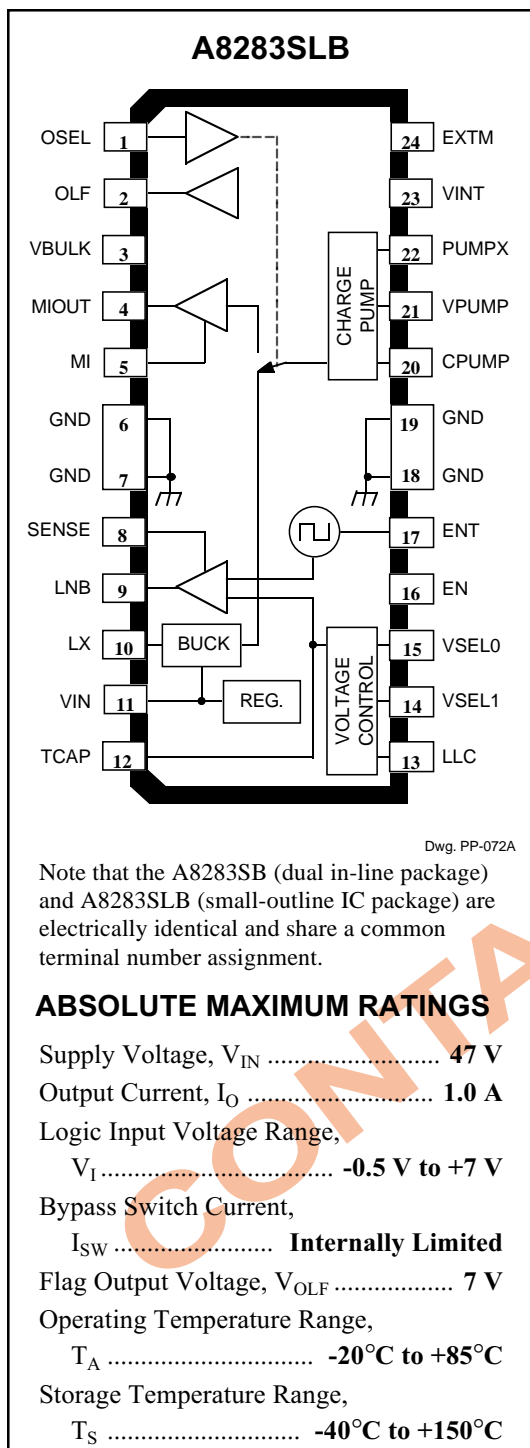 A8283SLB
OSEL 1
OLF 2
VBULK 3
MIOUT 4
MI 5
GND 6
GND 7
SENSE 8
LNB 9
LX 10
VIN 11
TCAP 12
24 EXTM
23 VINT
22 PUMPX
21 VPUMP
20 CPUMP
19 GND
18 GND
17 ENT
16 EN
15 VSEL0
14 VSEL1
13 LLC
CHARGE
PUMP
BUCK
REG.
VOLTAGE
CONTROL
Dwg. PP-072A
Note that the A8283SB (dual in-line package)
and A8283SLB (small-outline IC package) are
electrically identical and share a common
terminal number assignment.
ABSOLUTE MAXIMUM RATINGS
Supply Voltage, VIN ............................ 47 V
Output Current, IO .............................. 1.0 A
Logic Input Voltage Range,
VI ..................................... -0.5 V to +7 V
Bypass Switch Current,
ISW ......................... Internally Limited
Flag Output Voltage, VOLF ................... 7 V
Operating Temperature Range,
TA ................................. -20°C to +85°C
Storage Temperature Range,
TS ............................... -40°C to +150°C
CONTA